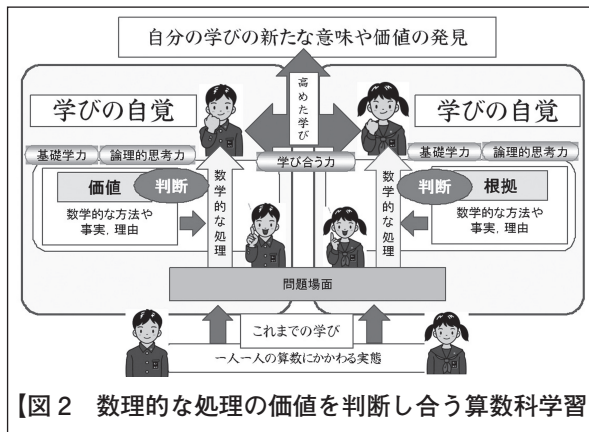 自分の学びの新たな意味や価値の発見
高めた学び
学びの自覚
学びの自覚
基礎学力
論理的思考力
学び合う力
基礎学力
論理的思考力
価値
判断
数学的な方法や
事実，理由
数学的な処理
数学的な処理
判断
根拠
数学的な方法や
事実，理由
問題場面
これまでの学び
一人一人の算数にかかわる実態
【図２　数理的な処理の価値を判断し合う算数科学習